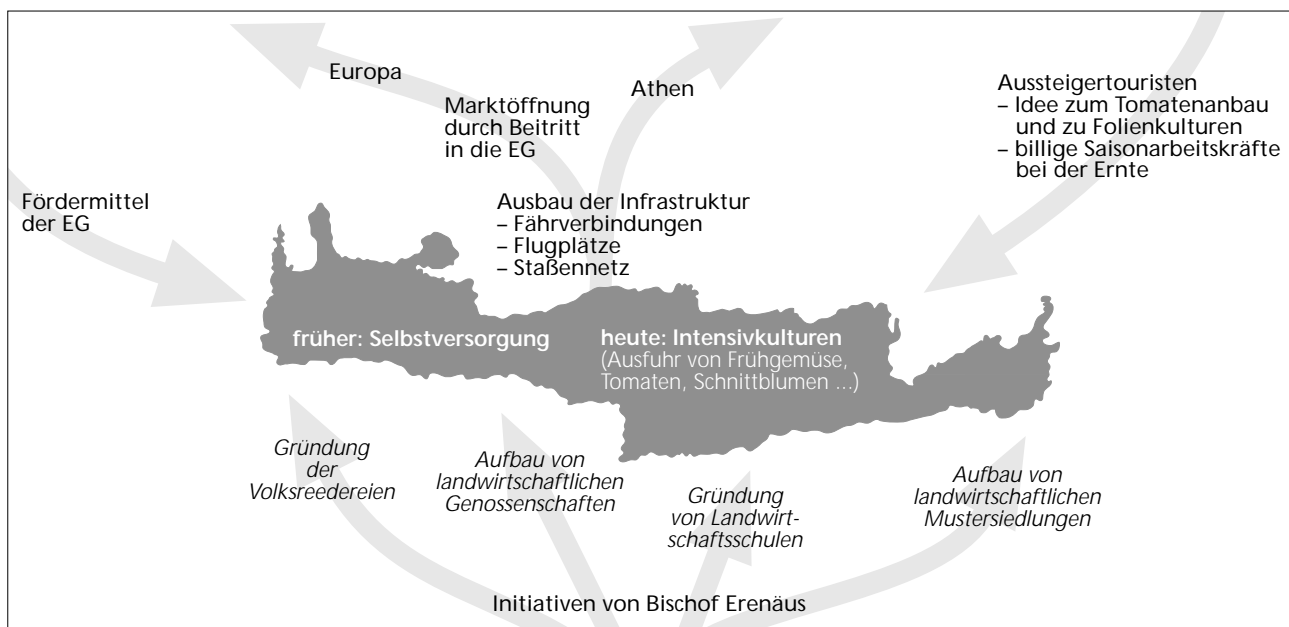 Europa
Athen
Marktöffnung
durch Beitritt
in die EG
Aussteigertouristen
– Idee zum Tomatenanbau
und zu Folienkulturen
– billige Saisonarbeitskräfte
bei der Ernte
Fördermittel
der EG
Ausbau der Infrastruktur
– Fährverbindungen
– Flugplätze
– Staßennetz
früher: Selbstversorgung
heute: Intensivkulturen
(Ausfuhr von Frühgemüse,
Tomaten, Schnittblumen ...)
Gründung
der
Volksreedereien
Aufbau von
landwirtschaftlichen
Genossenschaften
Gründung
von Landwirt-
schaftsschulen
Aufbau von
landwirtschaftlichen
Mustersiedlungen
Initiativen von Bischof Erenäus